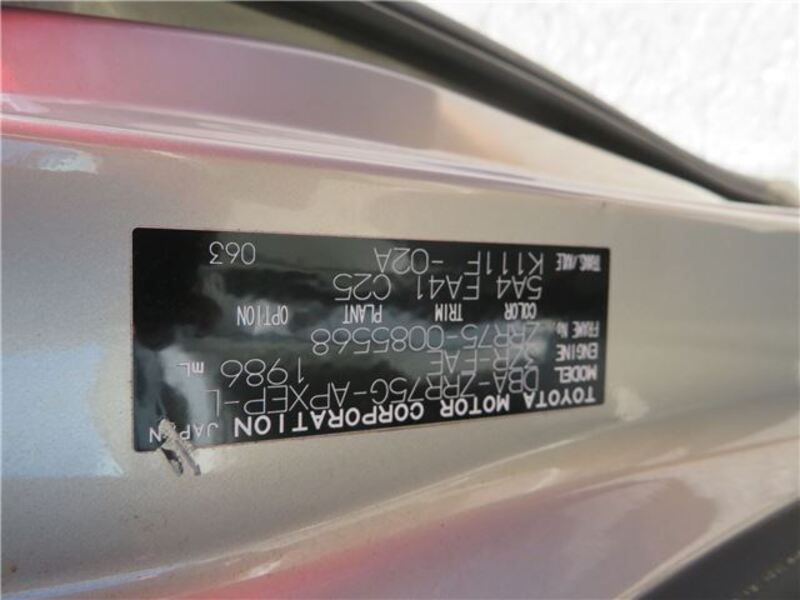 TOYOTA MOTOR CORPORATION JAPAN
MODEL DBA-ZRR75G-APXEP-L
ENGINE 3ZR-FAE 1986 mL
FRAME No. ZRR75-0085568
COLOR TRIM PLANT OPTION
5A4 FA41 C25
TRANS/AXLE K111F -02A 063